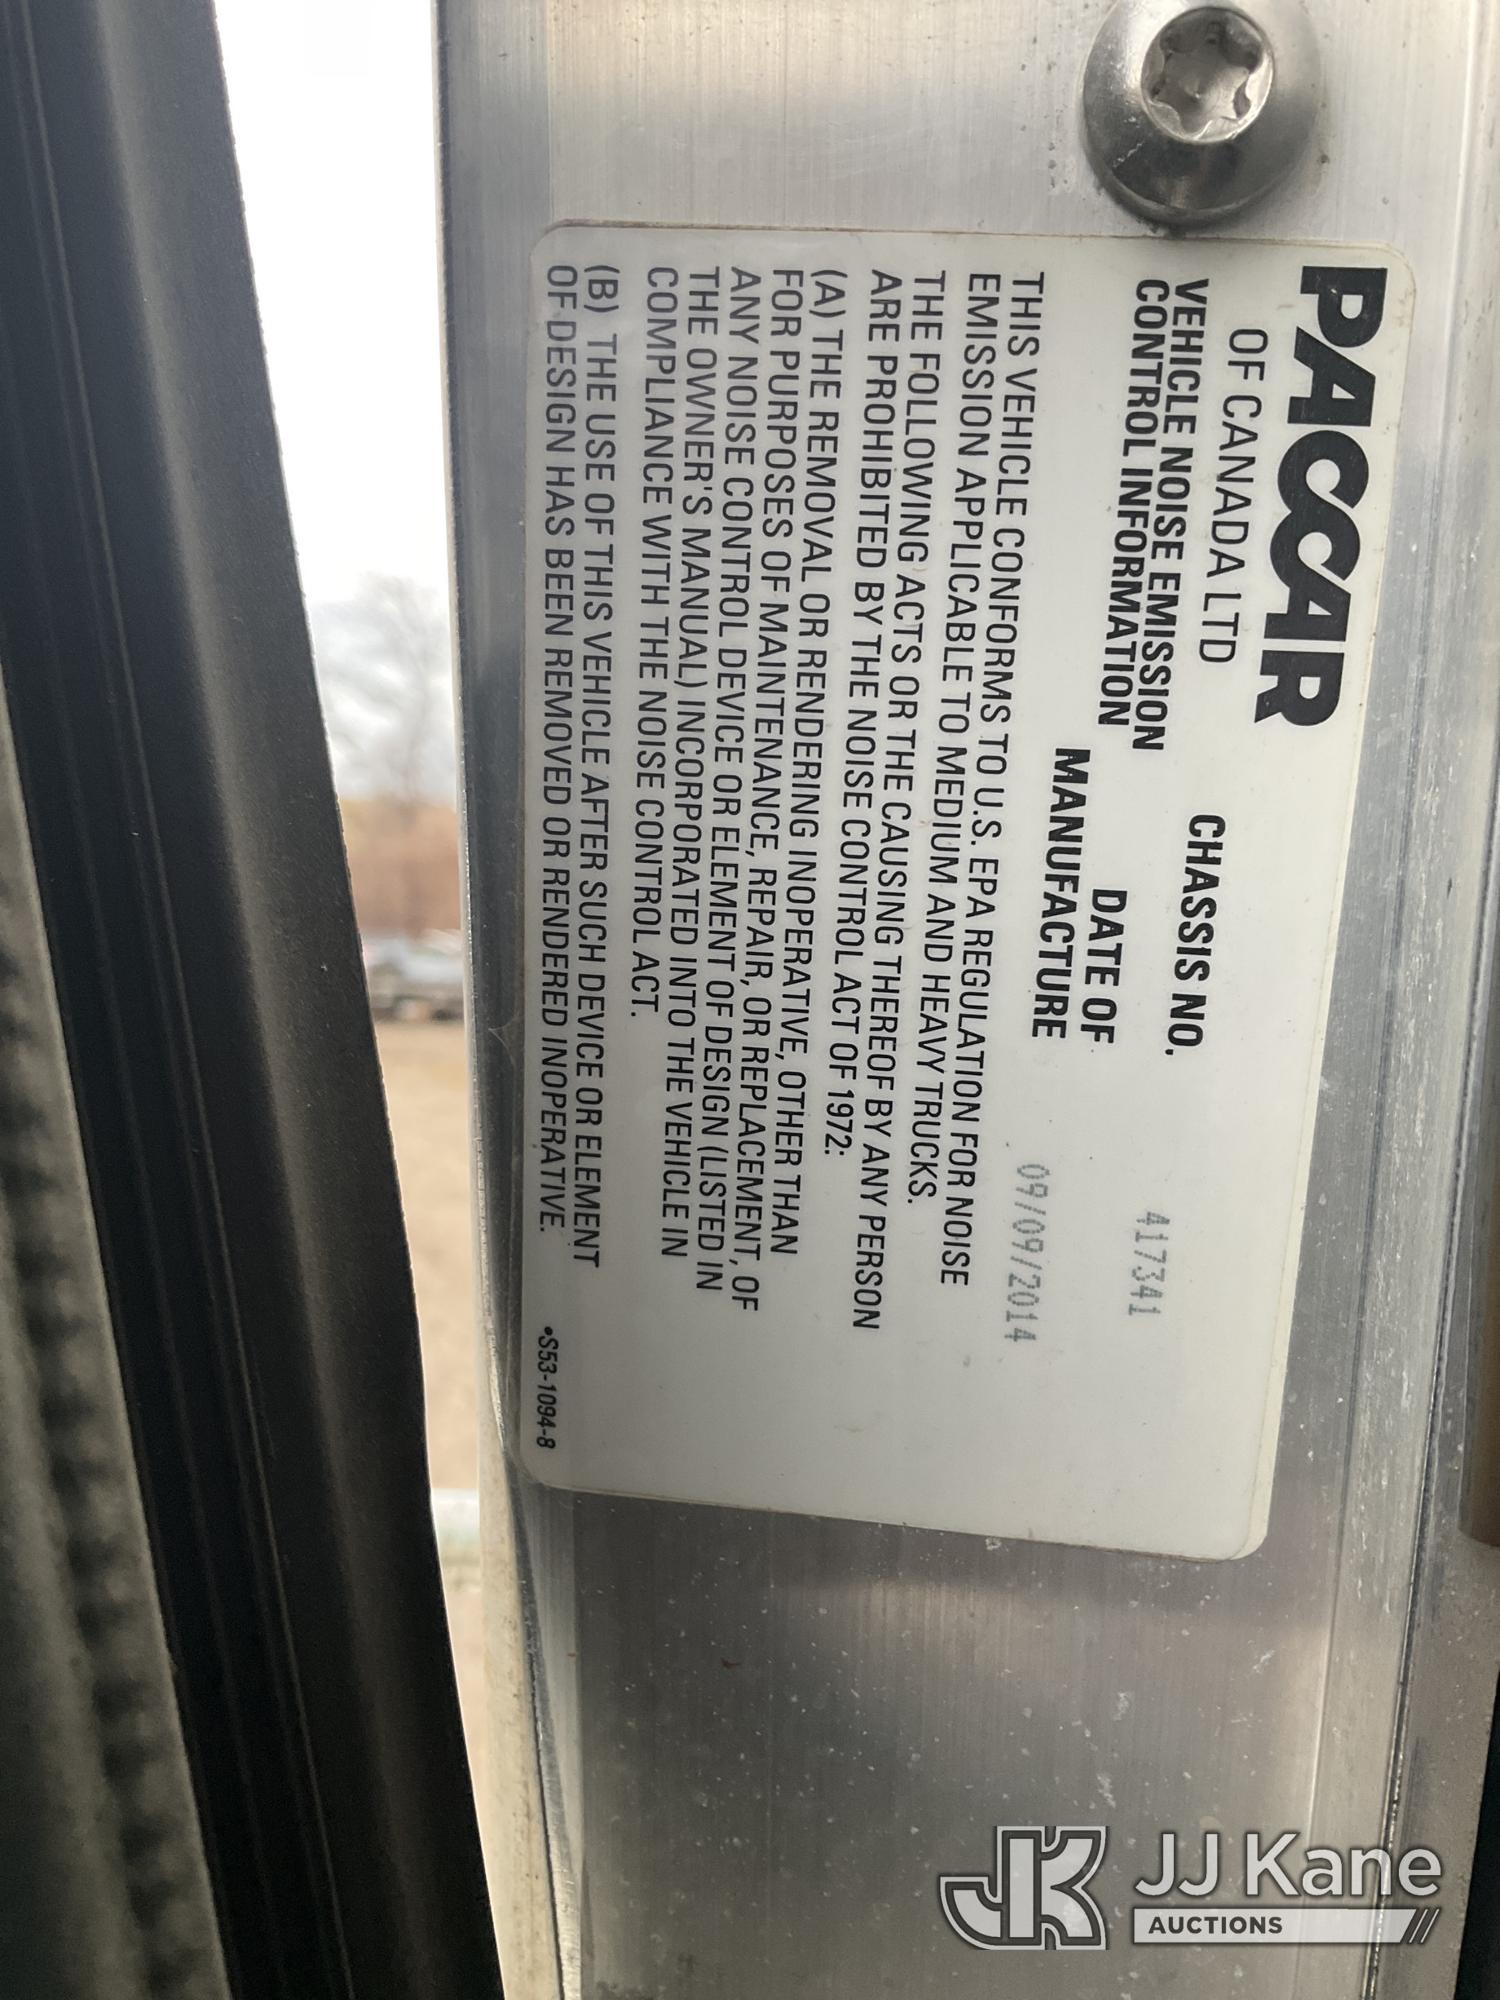 PACCAR
OF CANADA LTD
VEHICLE NOISE EMISSION
CONTROL INFORMATION
CHASSIS NO. 417341
DATE OF
MANUFACTURE 09/09/2014
THIS VEHICLE CONFORMS TO U.S. EPA REGULATION FOR NOISE
EMISSION APPLICABLE TO MEDIUM AND HEAVY TRUCKS.
THE FOLLOWING ACTS OR THE CAUSING THEREOF BY ANY PERSON
ARE PROHIBITED BY THE NOISE CONTROL ACT OF 1972:
(A) THE REMOVAL OR RENDERING INOPERATIVE, OTHER THAN
FOR PURPOSES OF MAINTENANCE, REPAIR, OR REPLACEMENT, OF
ANY NOISE CONTROL DEVICE OR ELEMENT OF DESIGN (LISTED IN
THE OWNER'S MANUAL) INCORPORATED INTO THE VEHICLE IN
COMPLIANCE WITH THE NOISE CONTROL ACT.
(B) THE USE OF THIS VEHICLE AFTER SUCH DEVICE OR ELEMENT
OF DESIGN HAS BEEN REMOVED OR RENDERED INOPERATIVE.
•S53-1094-8
JK JJ Kane
AUCTIONS